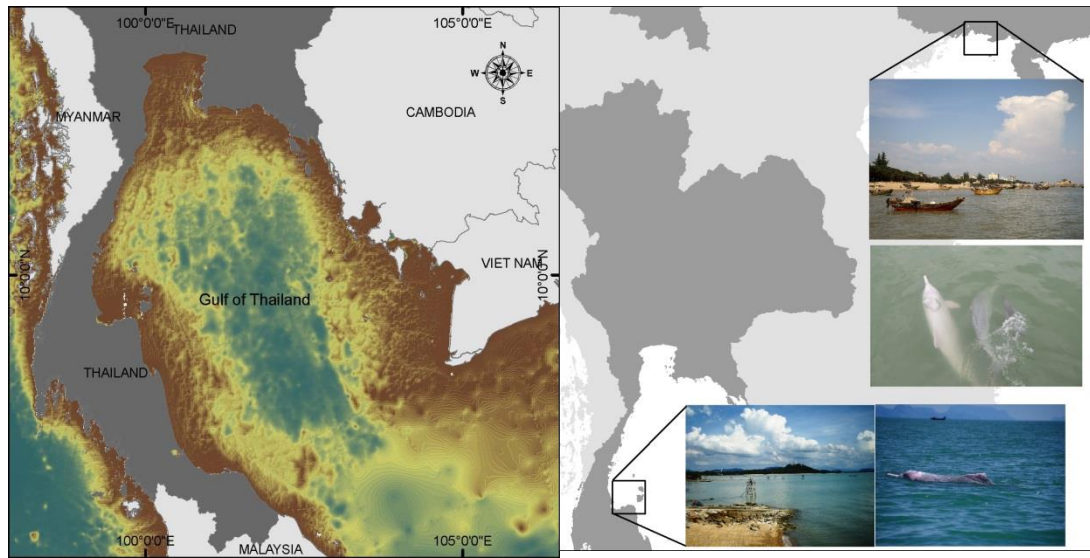 100°0'0"E
105°0'0"E
THAILAND
N
W
E
S
MYANMAR
CAMBODIA
VIET NAM
10°0'0"N
10°0'0"N
Gulf of Thailand
THAILAND
100°0'0"E
105°0'0"E
MALAYSIA